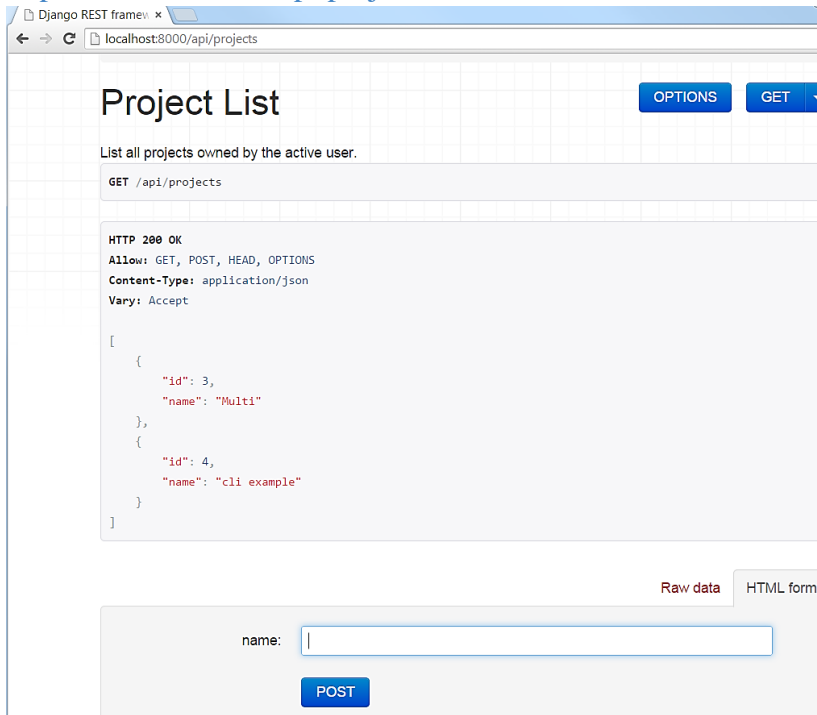 Django REST framew
localhost:8000/api/projects
Project List
OPTIONS
GET
List all projects owned by the active user.
GET /api/projects
HTTP 200 OK
Allow: GET, POST, HEAD, OPTIONS
Content-Type: application/json
Vary: Accept
[
{
"id": 3,
"name": "Multi"
},
{
"id": 4,
"name": "cli example"
}
]
Raw data
HTML form
name:
POST